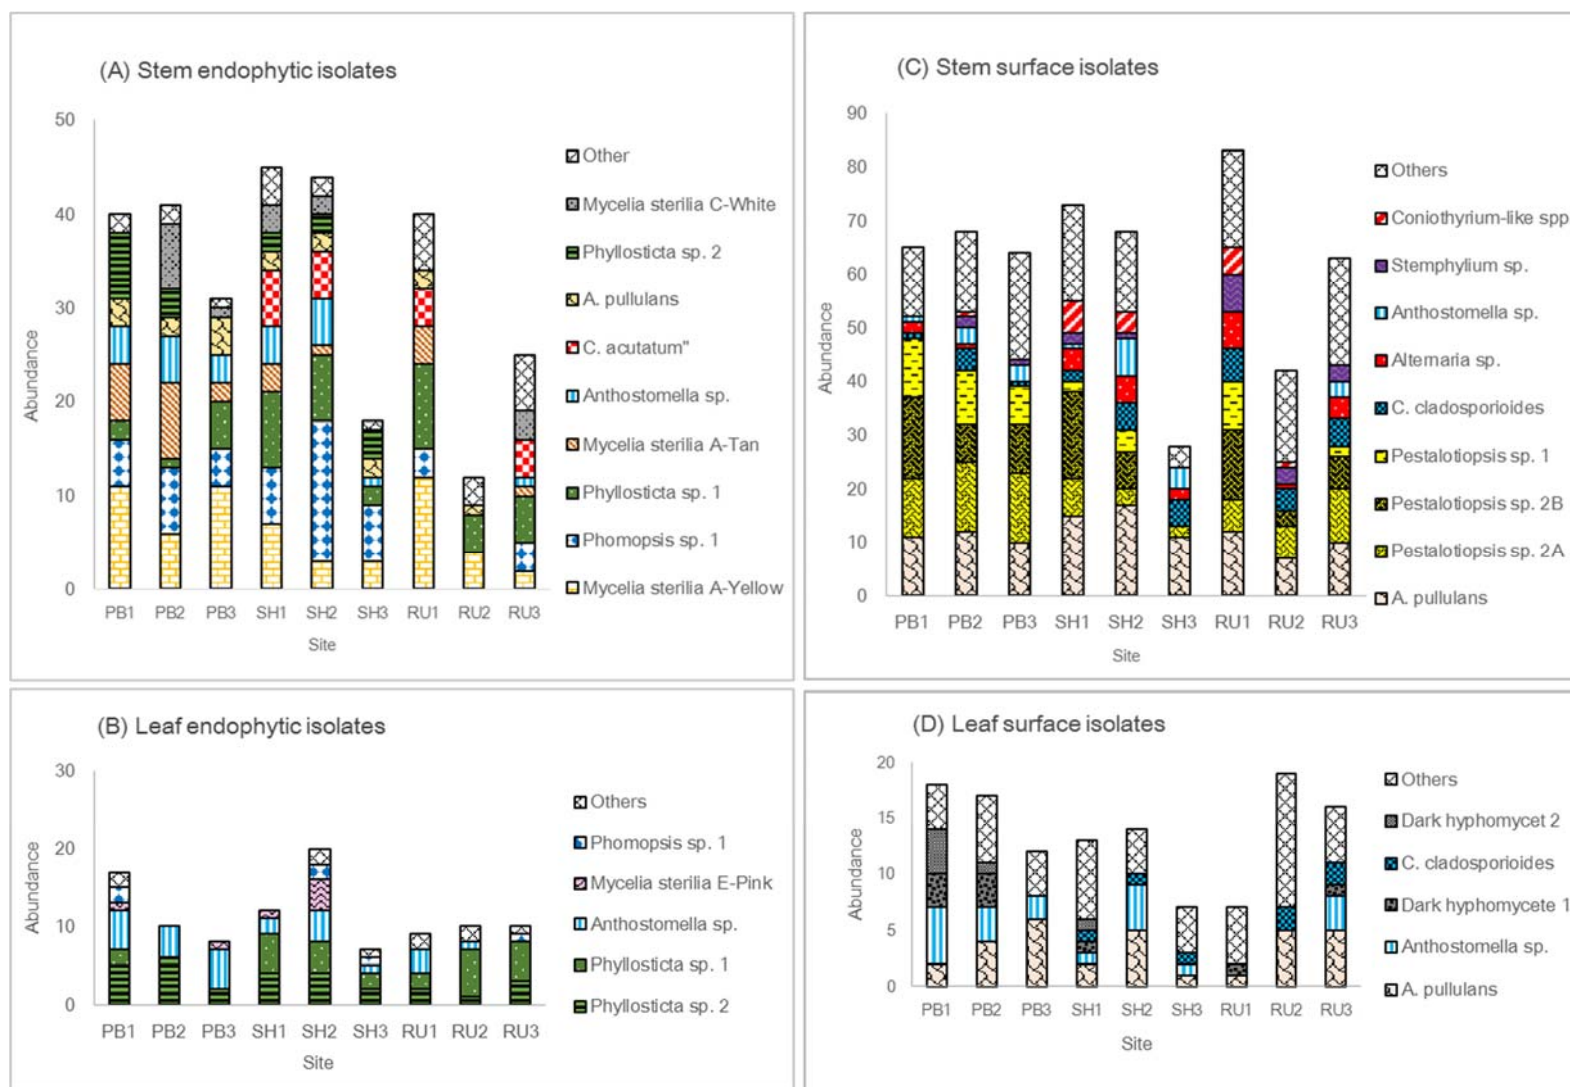 (A) Stem endophytic isolates
50
40
30
20
10
0
Abundance
PB1 PB2 PB3 SH1 SH2 SH3 RU1 RU2 RU3
Site
Other
Mycelia sterilia C-White
Phyllosticta sp. 2
A. pullulans
C. acutatum"
Anthostomella sp.
Mycelia sterilia A-Tan
Phyllosticta sp. 1
Phomopsis sp. 1
Mycelia sterilia A-Yellow
(C) Stem surface isolates
90
80
70
60
50
40
30
20
10
0
Abundance
PB1 PB2 PB3 SH1 SH2 SH3 RU1 RU2 RU3
Site
Others
Coniothyrium-like spp
Stemphylium sp.
Anthostomella sp.
Alternaria sp.
C. cladosporioides
Pestalotiopsis sp. 1
Pestalotiopsis sp. 2B
Pestalotiopsis sp. 2A
A. pullulans
(B) Leaf endophytic isolates
30
20
10
0
Abundance
PB1 PB2 PB3 SH1 SH2 SH3 RU1 RU2 RU3
Site
Others
Phomopsis sp. 1
Mycelia sterilia E-Pink
Anthostomella sp.
Phyllosticta sp. 1
Phyllosticta sp. 2
(D) Leaf surface isolates
20
15
10
5
0
Abundance
PB1 PB2 PB3 SH1 SH2 SH3 RU1 RU2 RU3
Site
Others
Dark hyphomycet 2
C. cladosporioides
Dark hyphomycete 1
Anthostomella sp.
A. pullulans